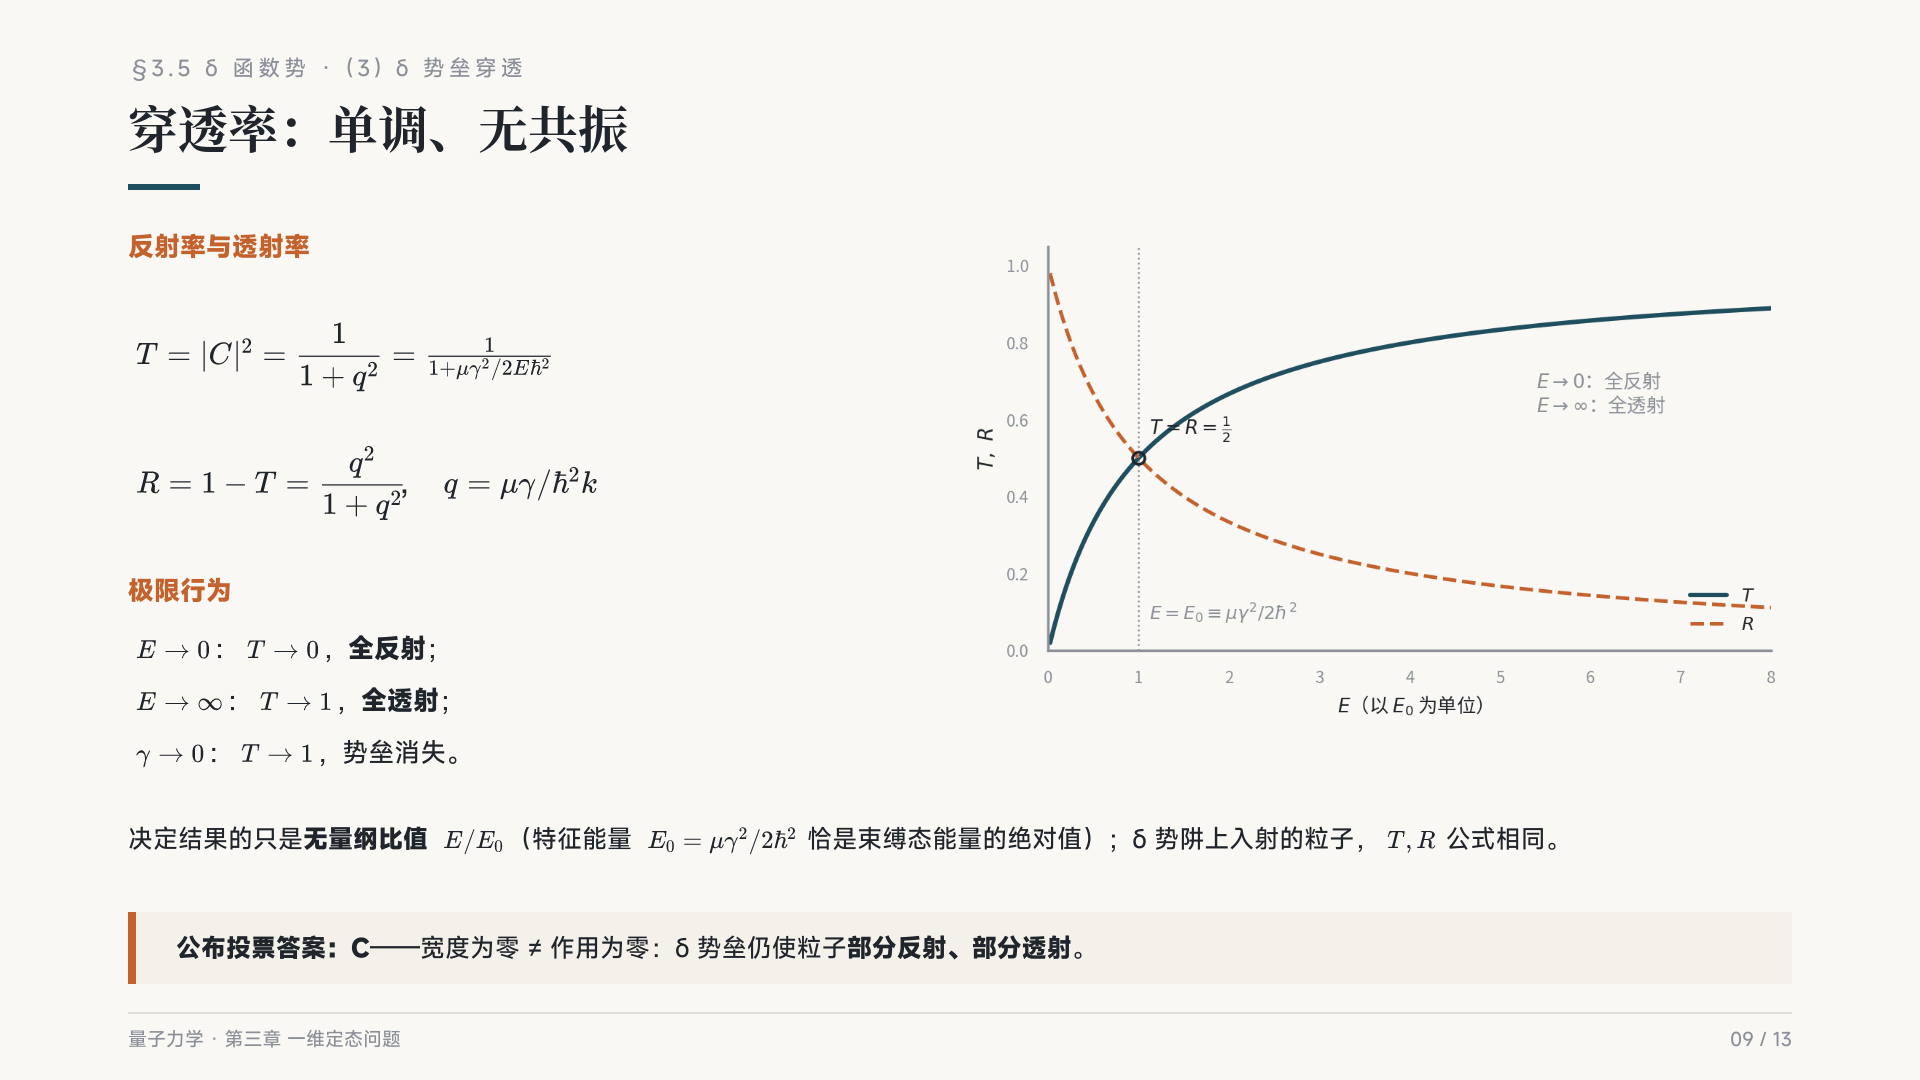 §3.5 δ 函数势 · (3) δ 势垒穿透
穿透率：单调、无共振
反射率与透射率
T = |C|² = 1/(1 + q²) = 1/(1+μγ²/2Eħ²)
R = 1 − T = q²/(1 + q²), q = μγ/ħ²k
极限行为
E → 0： T → 0，全反射；
E → ∞： T → 1，全透射；
γ → 0： T → 1，势垒消失。
T, R
1.0
0.8
0.6
0.4
0.2
0.0
E → 0：全反射
E → ∞：全透射
T = R = 1/2
E = E₀ ≡ μγ²/2ħ²
T
R
0 1 2 3 4 5 6 7 8
E（以 E₀ 为单位）
决定结果的只是无量纲比值 E/E₀（特征能量 E₀ = μγ²/2ħ² 恰是束缚态能量的绝对值）；δ 势阱上入射的粒子， T, R 公式相同。
公布投票答案：C——宽度为零 ≠ 作用为零：δ 势垒仍使粒子部分反射、部分透射。
量子力学 · 第三章 一维定态问题
09 / 13